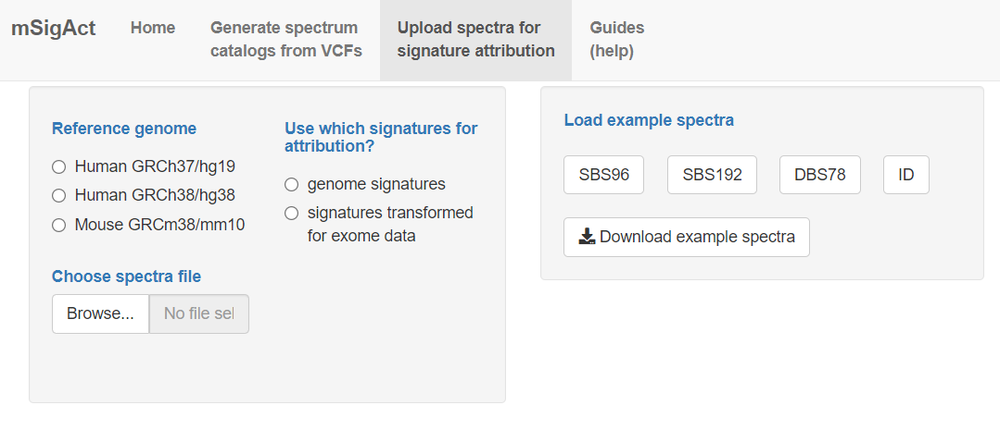 mSigAct
Home
Generate spectrum
catalogs from VCFs
Upload spectra for
signature attribution
Guides
(help)
Reference genome
Human GRCh37/hg19
Human GRCh38/hg38
Mouse GRCm38/mm10
Choose spectra file
Browse... No file sel
Use which signatures for
attribution?
genome signatures
signatures transformed
for exome data
Load example spectra
SBS96 SBS192 DBS78 ID
Download example spectra